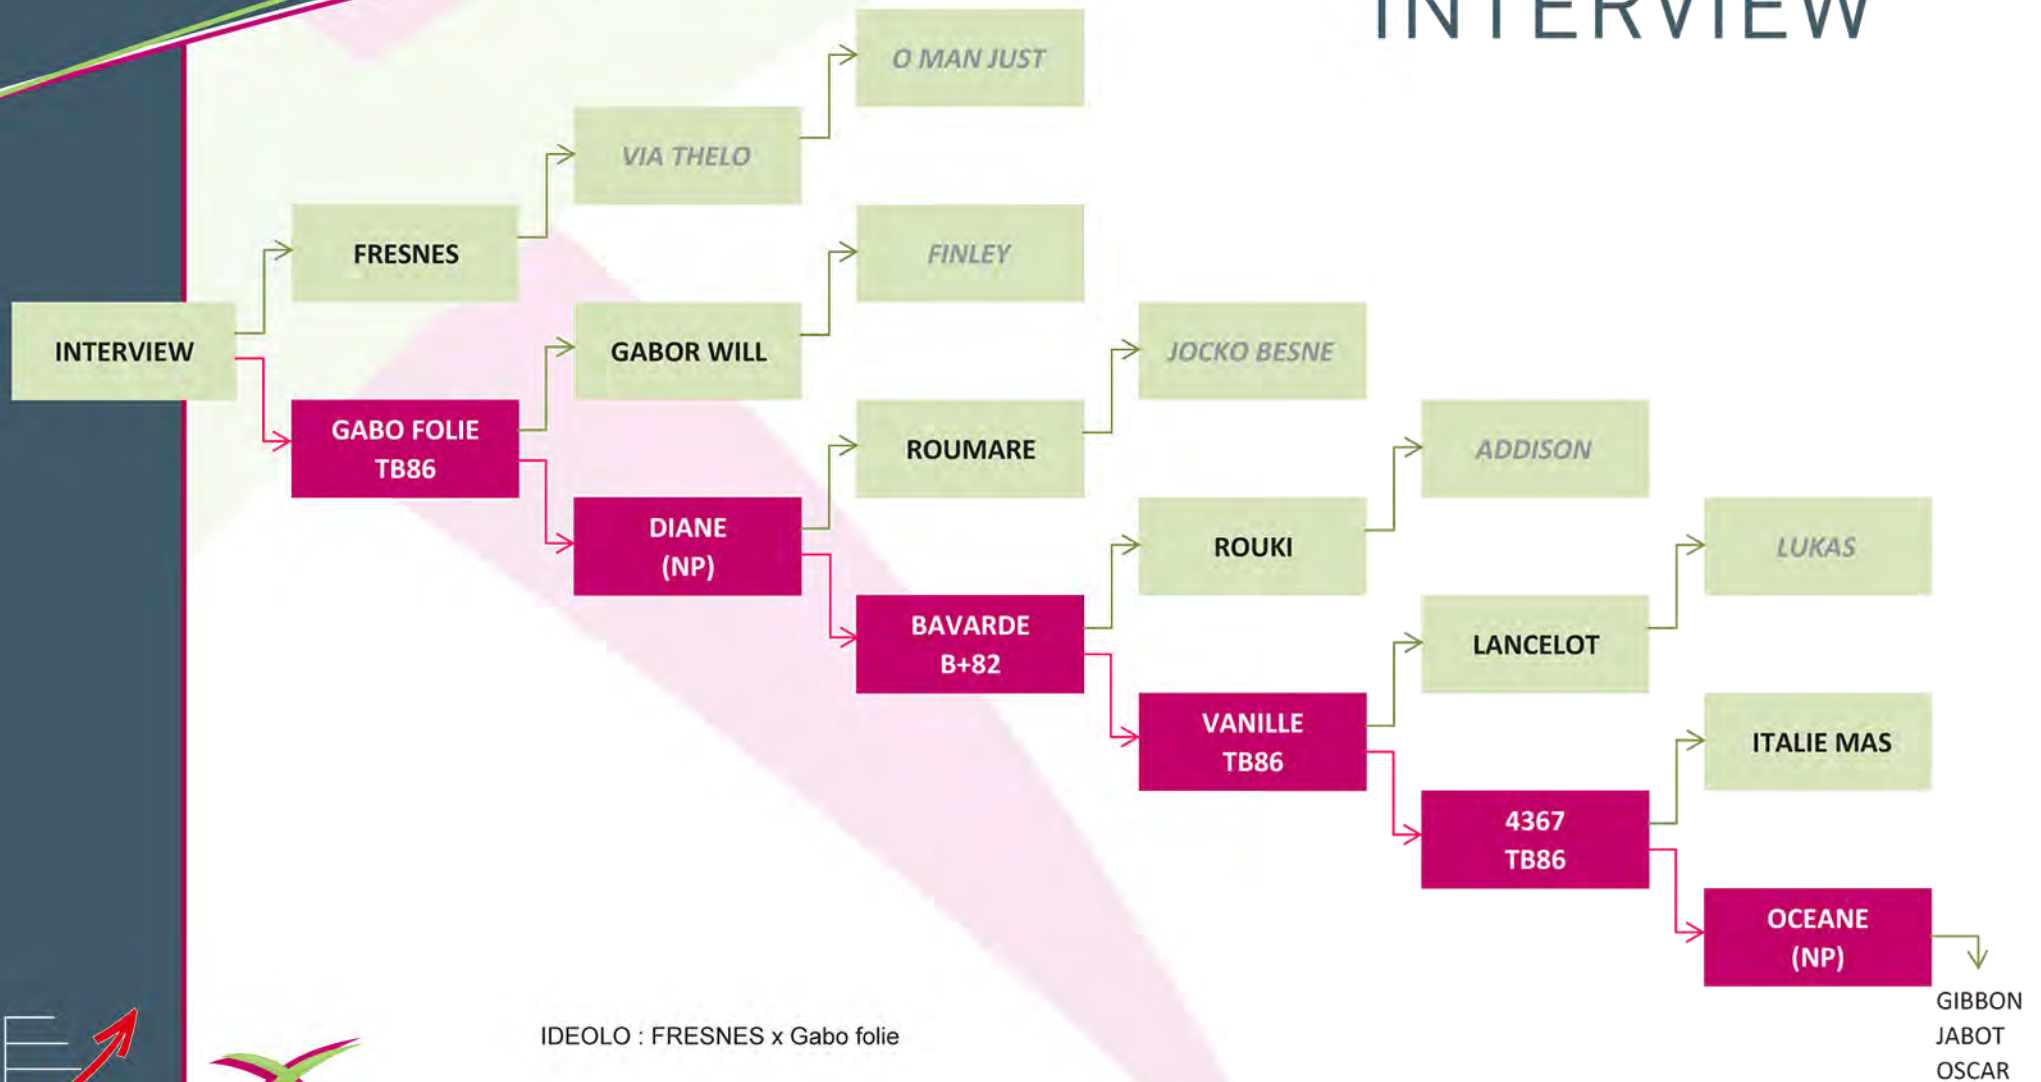 INTERVIEW
O MAN JUST
VIA THELO
FRESNES
FINLEY
INTERVIEW
GABOR WILL
JOCKO BESNE
GABO FOLIE
TB86
ROUMARE
ADDISON
DIANE
(NP)
ROUKI
LUKAS
BAVARDE
B+82
LANCELOT
VANILLE
TB86
ITALIE MAS
4367
TB86
OCEANE
(NP)
GIBBON
JABOT
OSCAR
IDEOLO : FRESNES x Gabo folie